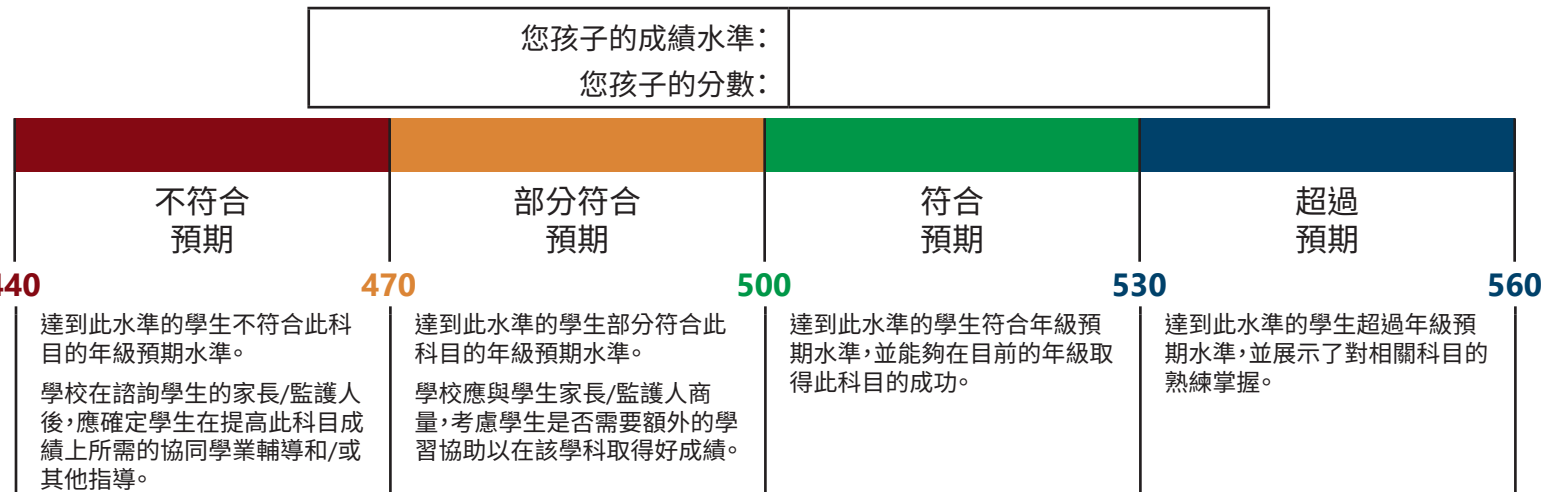 您孩子的成績水準：
您孩子的分數：
不符合
預期
部分符合
預期
符合
預期
超過
預期
440
470
500
530
560
達到此水準的學生不符合此科
目的年級預期水準。
學校在諮詢學生的家長/監護人
後，應確定學生在提高此科目成
績上所需的協同學業輔導和/或
其他指導。
達到此水準的學生部分符合此
科目的年級預期水準。
學校應與學生家長/監護人商
量，考慮學生是否需要額外的學
習協助以在該學科取得好成績。
達到此水準的學生符合年級預
期水準，並能夠在目前的年級取
得此科目的成功。
達到此水準的學生超過年級預
期水準，並展示了對相關科目的
熟練掌握。